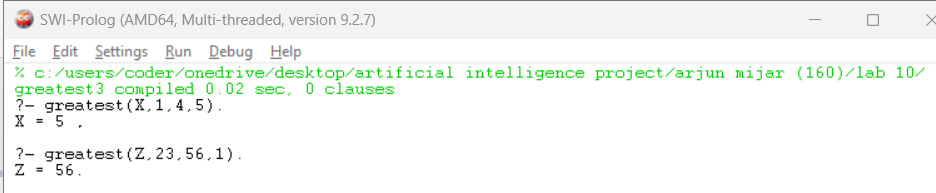 SWI-Prolog (AMD64, Multi-threaded, version 9.2.7)
File Edit Settings Run Debug Help
% c:/users/coder/onedrive/desktop/artificial intelligence project/arjun mijar (160)/lab 10/
greatest3 compiled 0.02 sec, 0 clauses
?- greatest(X,1,4,5).
X = 5 .
?- greatest(Z,23,56,1).
Z = 56.